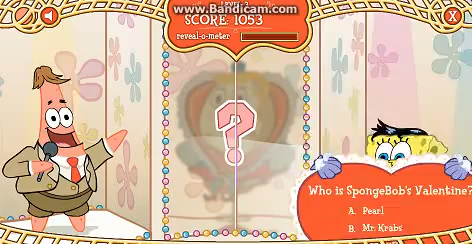 www.Bandicam.com
SCORE: 1053
reveal-o-meter
X
?
Who is SpongeBob's Valentine?
A. Pearl
B. Mr. Krabs